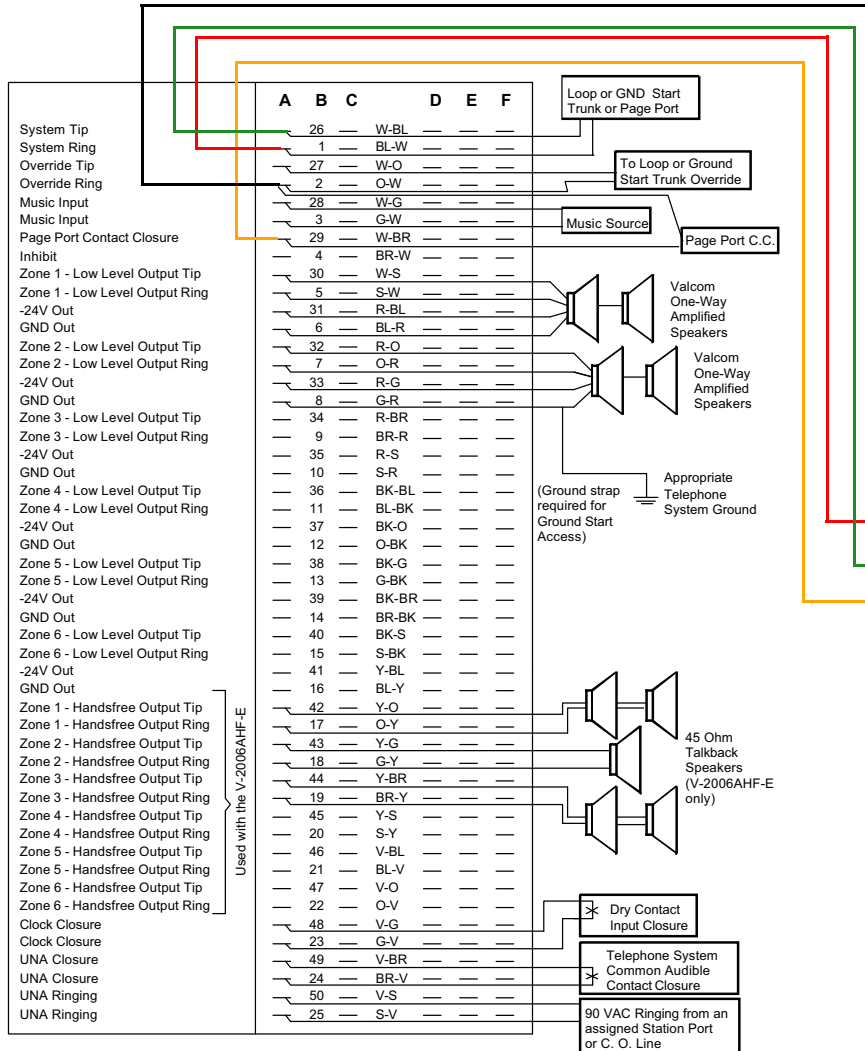 A B C D E F
System Tip 26 W-BL
System Ring 1 BL-W
Override Tip 27 W-O
Override Ring 2 O-W
Music Input 28 W-G
Music Input 3 G-W
Page Port Contact Closure 29 W-BR
Inhibit 4 BR-W
Zone 1 - Low Level Output Tip 30 W-S
Zone 1 - Low Level Output Ring 5 S-W
-24V Out 31 R-BL
GND Out 6 BL-R
Zone 2 - Low Level Output Tip 32 R-O
Zone 2 - Low Level Output Ring 7 O-R
-24V Out 33 R-G
GND Out 8 G-R
Zone 3 - Low Level Output Tip 34 R-BR
Zone 3 - Low Level Output Ring 9 BR-R
-24V Out 35 R-S
GND Out 10 S-R
Zone 4 - Low Level Output Tip 36 BK-BL
Zone 4 - Low Level Output Ring 11 BL-BK
-24V Out 37 BK-O
GND Out 12 O-BK
Zone 5 - Low Level Output Tip 38 BK-G
Zone 5 - Low Level Output Ring 13 G-BK
-24V Out 39 BK-BR
GND Out 14 BR-BK
Zone 6 - Low Level Output Tip 40 BK-S
Zone 6 - Low Level Output Ring 15 S-BK
-24V Out 41 Y-BL
GND Out 16 BL-Y
Zone 1 - Handsfree Output Tip 42 Y-O
Zone 1 - Handsfree Output Ring 17 O-Y
Zone 2 - Handsfree Output Tip 43 Y-G
Zone 2 - Handsfree Output Ring 18 G-Y
Zone 3 - Handsfree Output Tip 44 Y-BR
Zone 3 - Handsfree Output Ring 19 BR-Y
Zone 4 - Handsfree Output Tip 45 Y-S
Zone 4 - Handsfree Output Ring 20 S-Y
Zone 5 - Handsfree Output Tip 46 V-BL
Zone 5 - Handsfree Output Ring 21 BL-V
Zone 6 - Handsfree Output Tip 47 V-O
Zone 6 - Handsfree Output Ring 22 O-V
Clock Closure 48 V-G
Clock Closure 23 G-V
UNA Closure 49 V-BR
UNA Closure 24 BR-V
UNA Ringing 50 V-S
UNA Ringing 25 S-V
Used with the V-2006AHF-E
Loop or GND Start
Trunk or Page Port
To Loop or Ground
Start Trunk Override
Music Source
Page Port C.C.
Valcom
One-Way
Amplified
Speakers
Valcom
One-Way
Amplified
Speakers
(Ground strap
required for
Ground Start
Access)
Appropriate
Telephone
System Ground
45 Ohm
Talkback
Speakers
(V-2006AHF-E
only)
Dry Contact
Input Closure
Telephone System
Common Audible
Contact Closure
90 VAC Ringing from an
assigned Station Port
or C. O. Line